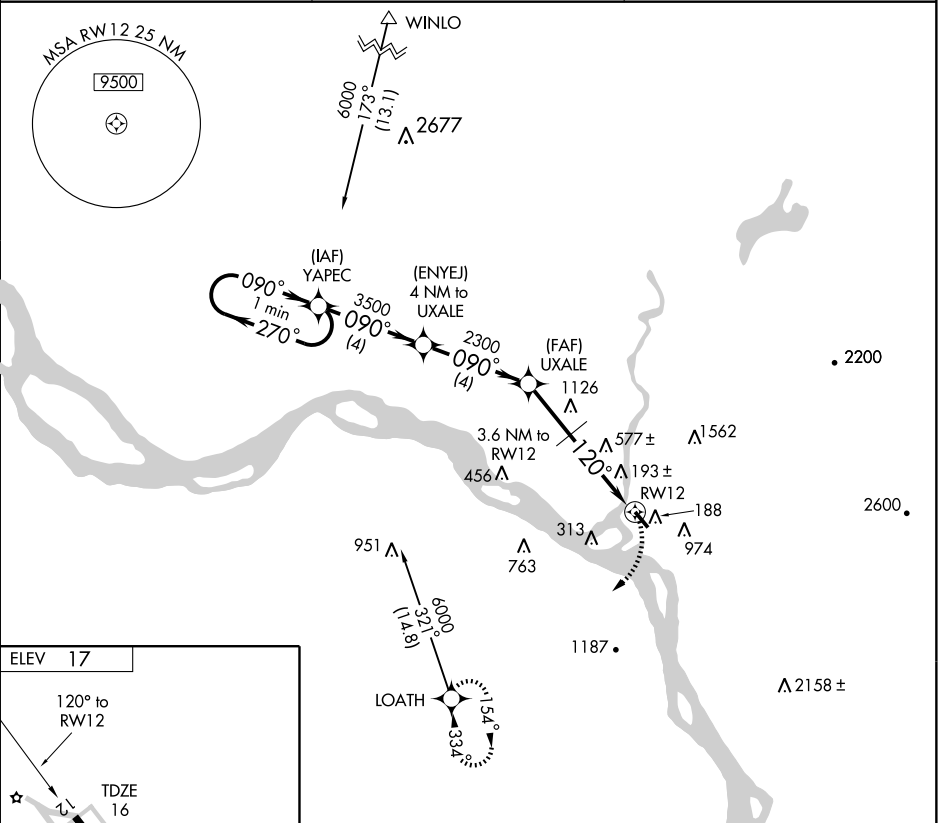 MSA RW12 25 NM
9500
WINLO
6000
173°
(13.1)
2677
(IAF)
YAPEC
090°
1 min
270°
3500
090°
(4)
(ENYEJ)
4 NM to
UXALE
2300
090°
(4)
(FAF)
UXALE
1126
2200
3.6 NM to
RW12
577 ±
1562
120°
456
193 ±
RW12
188
2600
313
974
951
763
6000
321°
(14.8)
1187
LOATH
154°
334°
2158 ±
ELEV 17
120° to
RW12
TDZE
16
12